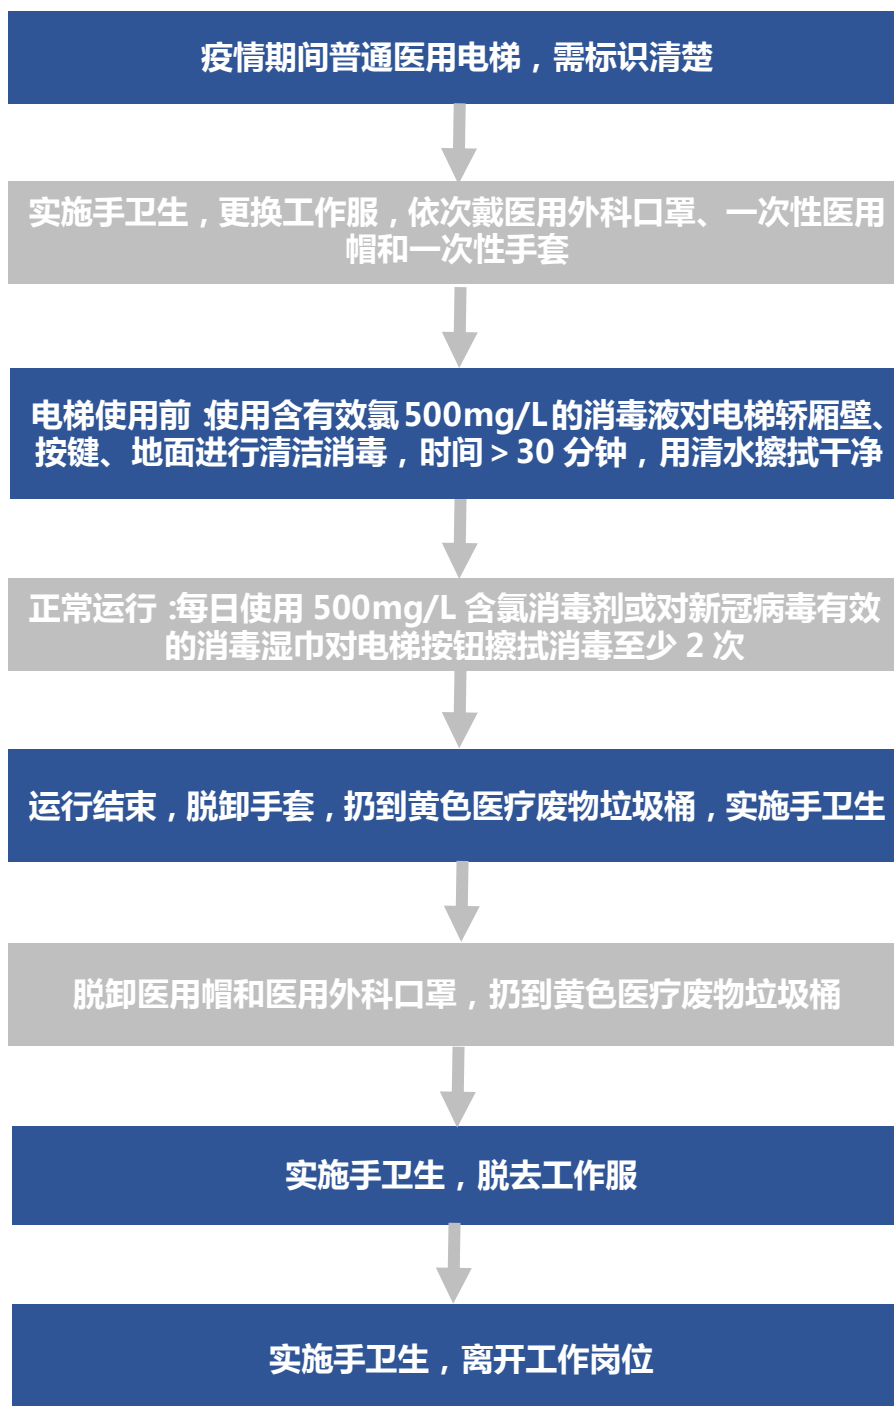 疫情期间普通医用电梯，需标识清楚
实施手卫生，更换工作服，依次戴医用外科口罩、一次性医用
帽和一次性手套
电梯使用前：使用含有效氯500mg/L的消毒液对电梯轿厢壁、
按键、地面进行清洁消毒，时间＞30 分钟，用清水擦拭干净
正常运行：每日使用 500mg/L 含氯消毒剂或对新冠病毒有效
的消毒湿巾对电梯按钮擦拭消毒至少 2 次
运行结束，脱卸手套，扔到黄色医疗废物垃圾桶，实施手卫生
脱卸医用帽和医用外科口罩，扔到黄色医疗废物垃圾桶
实施手卫生，脱去工作服
实施手卫生，离开工作岗位